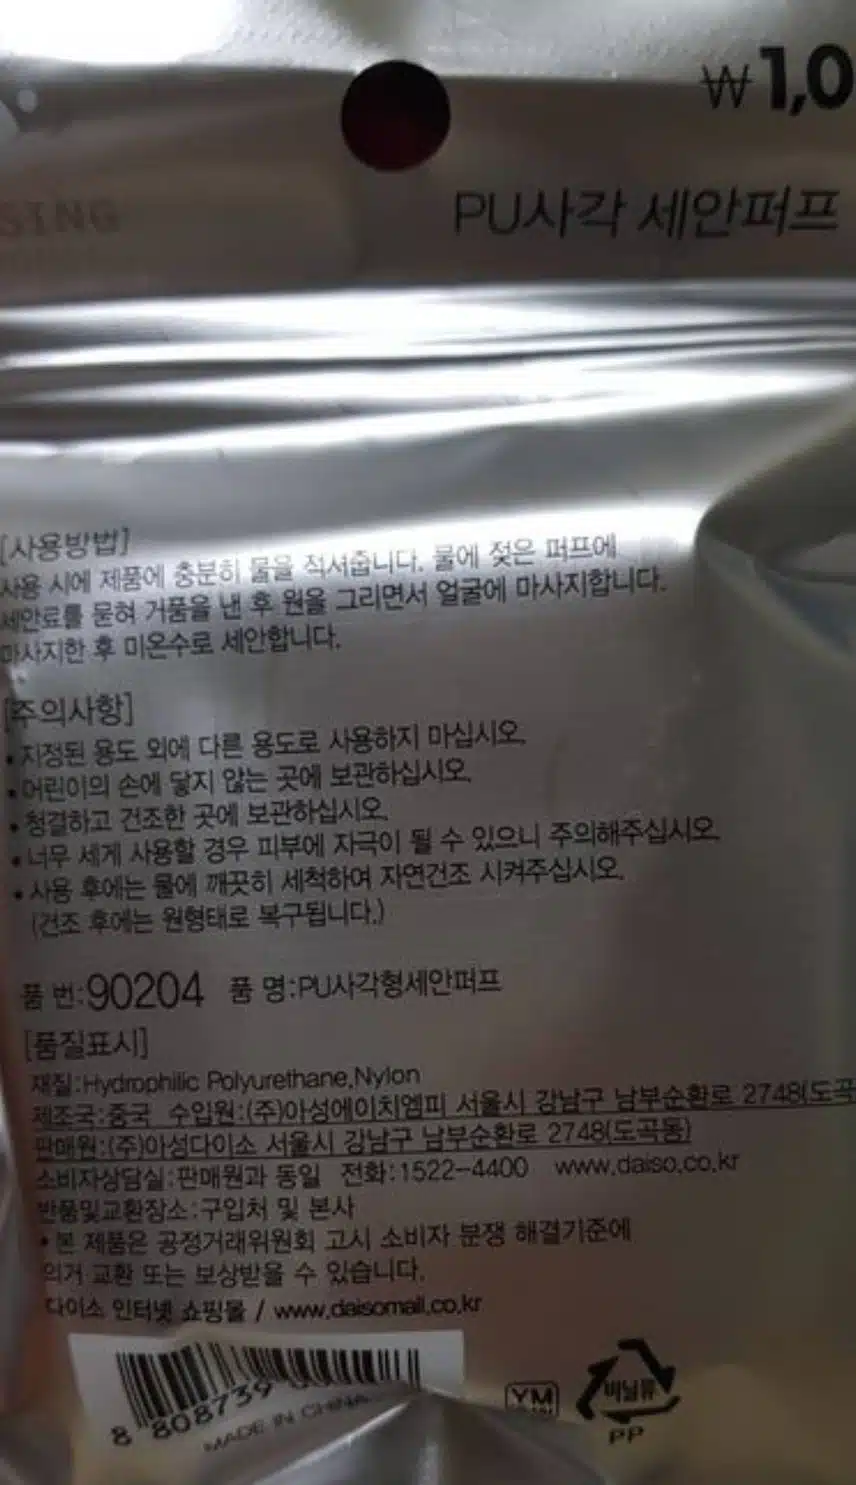 ₩1,0
SING
PU사각 세안퍼프
[사용방법]
사용 시에 제품에 충분히 물을 적셔줍니다. 물에 젖은 퍼프에
세안료를 묻혀 거품을 낸 후 원을 그리면서 얼굴에 마사지합니다.
마사지한 후 미온수로 세안합니다.
[주의사항]
• 지정된 용도 외에 다른 용도로 사용하지 마십시오.
• 어린이의 손에 닿지 않는 곳에 보관하십시오.
• 청결하고 건조한 곳에 보관하십시오.
• 너무 세게 사용할 경우 피부에 자극이 될 수 있으니 주의해주십시오.
• 사용 후에는 물에 깨끗히 세척하여 자연건조 시켜주십시오.
(건조 후에는 원형태로 복구됩니다.)
품 번:90204 품 명:PU사각형세안퍼프
[품질표시]
재질:Hydrophilic Polyurethane,Nylon
제조국:중국 수입원:(주)아성에이치엠피 서울시 강남구 남부순환로 2748(도곡
판매원:(주)아성다이소 서울시 강남구 남부순환로 2748(도곡동)
소비자상담실:판매원과 동일 전화:1522-4400 www.daiso.co.kr
반품및교환장소:구입처 및 본사
• 본 제품은 공정거래위원회 고시 소비자 분쟁 해결기준에
의거 교환 또는 보상받을 수 있습니다.
다이소 인터넷 쇼핑몰 / www.daisomall.co.kr
8 808739
MADE IN CHINA
YM
비닐류
PP